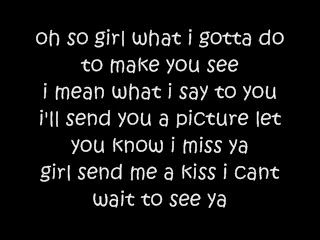 oh so girl what i gotta do
to make you see
i mean what i say to you
i'll send you a picture let
you know i miss ya
girl send me a kiss i cant
wait to see ya